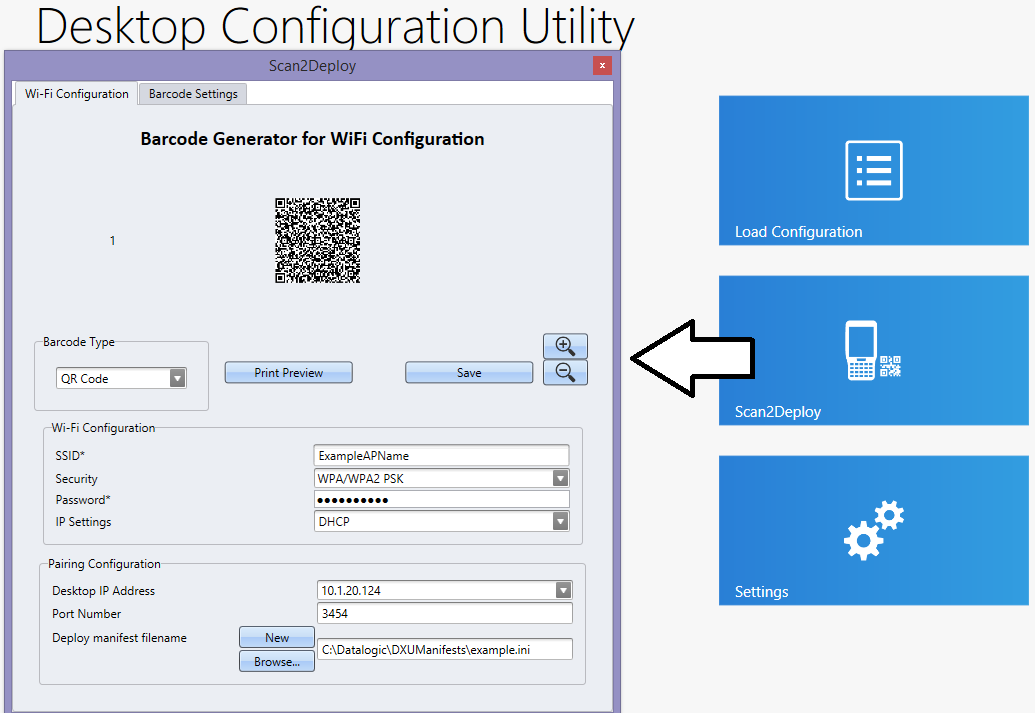 Desktop Configuration Utility
Scan2Deploy
x
Wi-Fi Configuration
Barcode Settings
Barcode Generator for WiFi Configuration
1
Barcode Type
QR Code
Print Preview
Save
Wi-Fi Configuration
SSID* ExampleAPName
Security WPA/WPA2 PSK
Password* ●●●●●●●●●●
IP Settings DHCP
Pairing Configuration
Desktop IP Address 10.1.20.124
Port Number 3454
Deploy manifest filename New
C:\Datalogic\DXUManifests\example.ini
Browse...
Load Configuration
Scan2Deploy
Settings